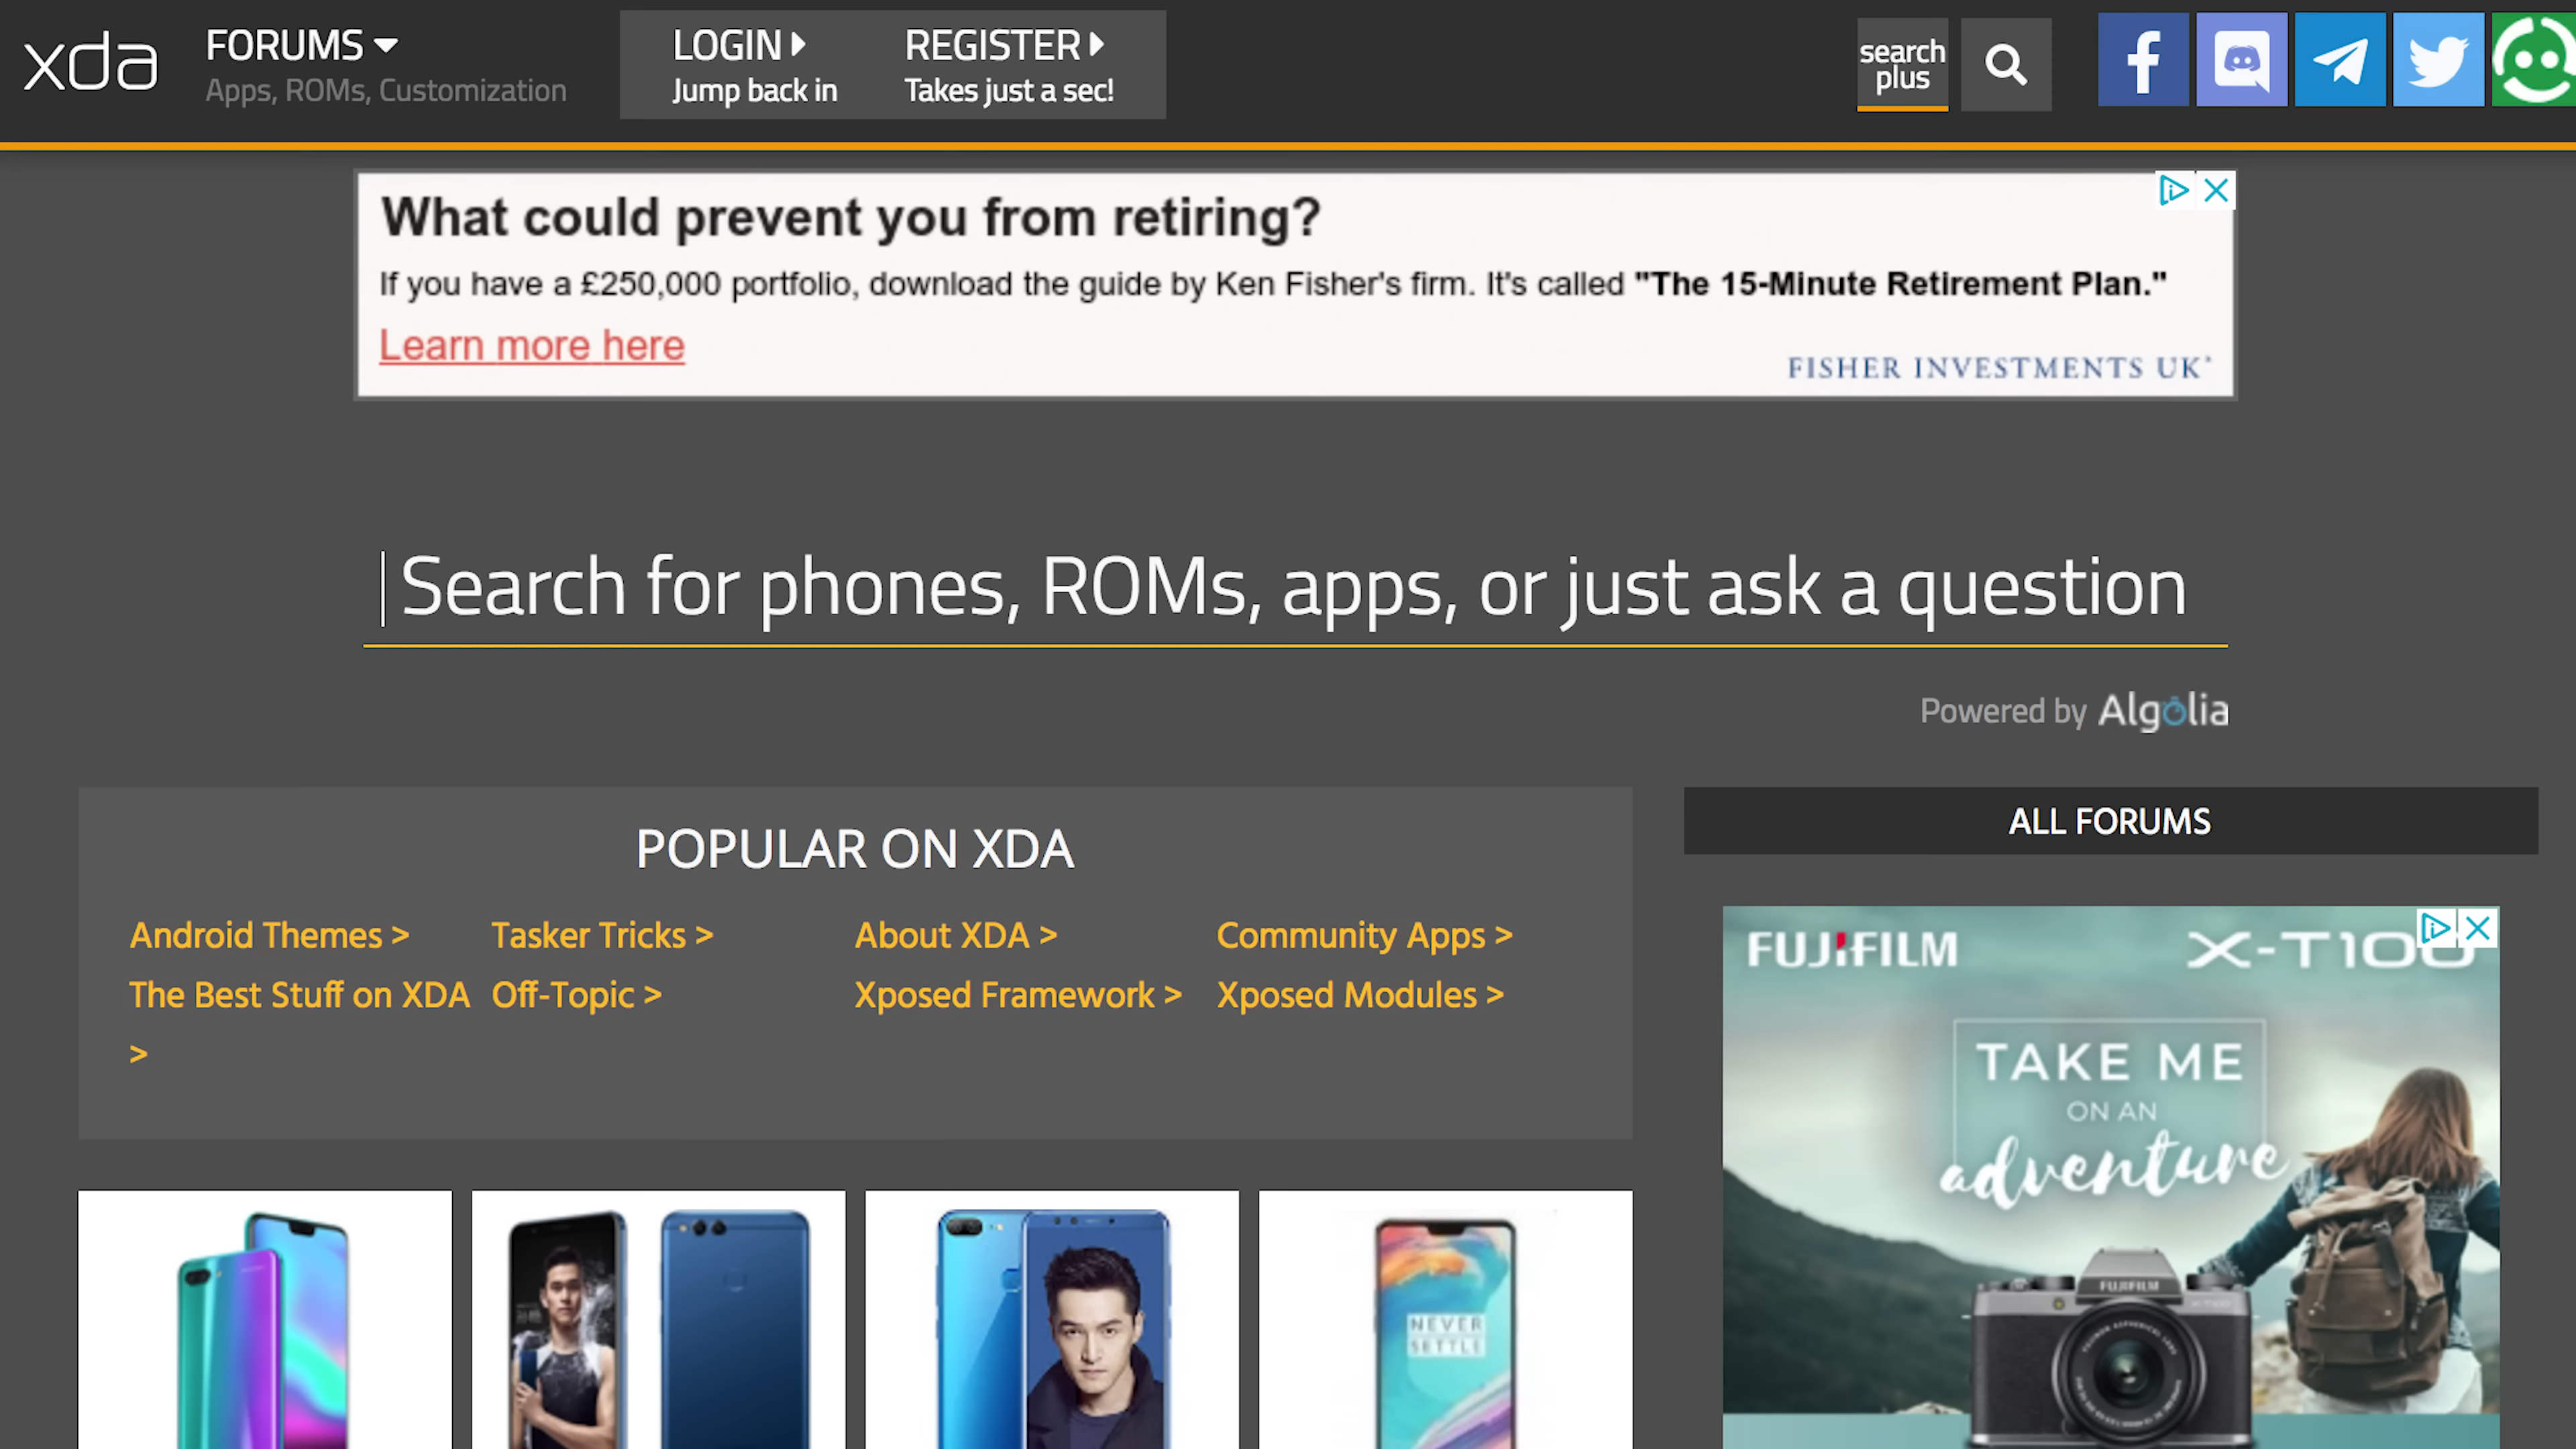 xda
FORUMS
Apps, ROMs, Customization
LOGIN
Jump back in
REGISTER
Takes just a sec!
search
plus
What could prevent you from retiring?
If you have a £250,000 portfolio, download the guide by Ken Fisher's firm. It's called "The 15-Minute Retirement Plan."
Learn more here
FISHER INVESTMENTS UK
Search for phones, ROMs, apps, or just ask a question
Powered by Algolia
POPULAR ON XDA
Android Themes >
Tasker Tricks >
About XDA >
Community Apps >
The Best Stuff on XDA
>
Off-Topic >
Xposed Framework >
Xposed Modules >
ALL FORUMS
FUJIFILM
X-T100
TAKE ME
ON AN
adventure
FUJIFILM
NEVER
SETTLE